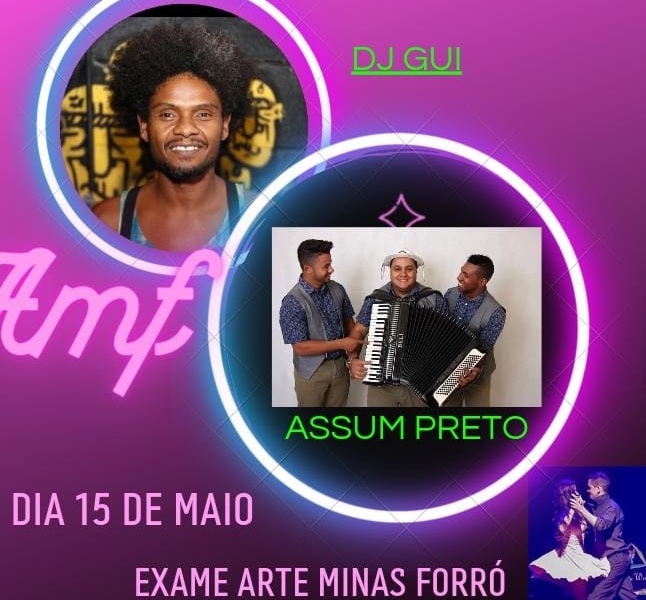 DJ GUI
Amf
ASSUM PRETO
DIA 15 DE MAIO
EXAME ARTE MINAS FORRÓ